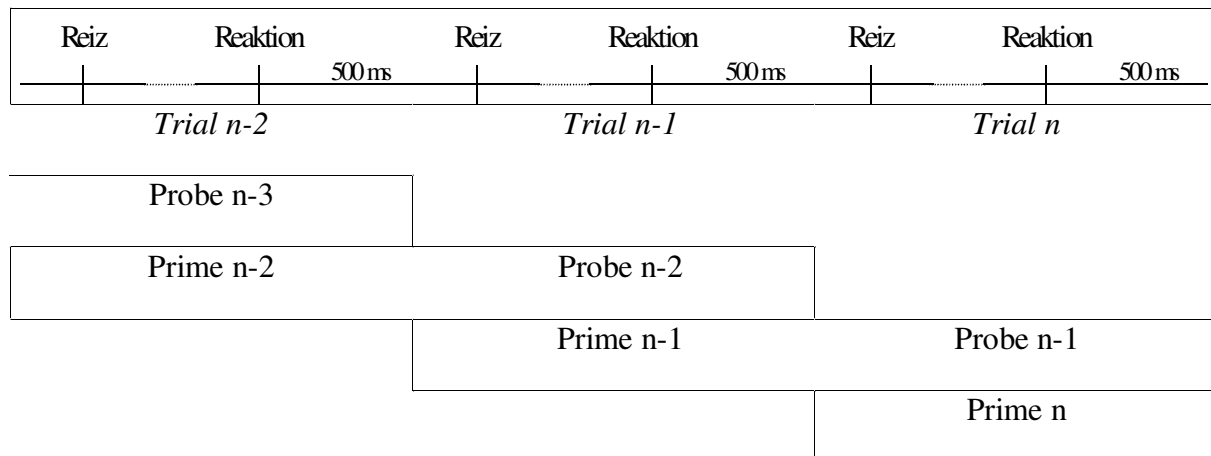 Reiz Reaktion Reiz Reaktion Reiz Reaktion
500 ms 500 ms 500 ms
Trial n-2 Trial n-1 Trial n
Probe n-3
Prime n-2 Probe n-2
Prime n-1 Probe n-1
Prime n